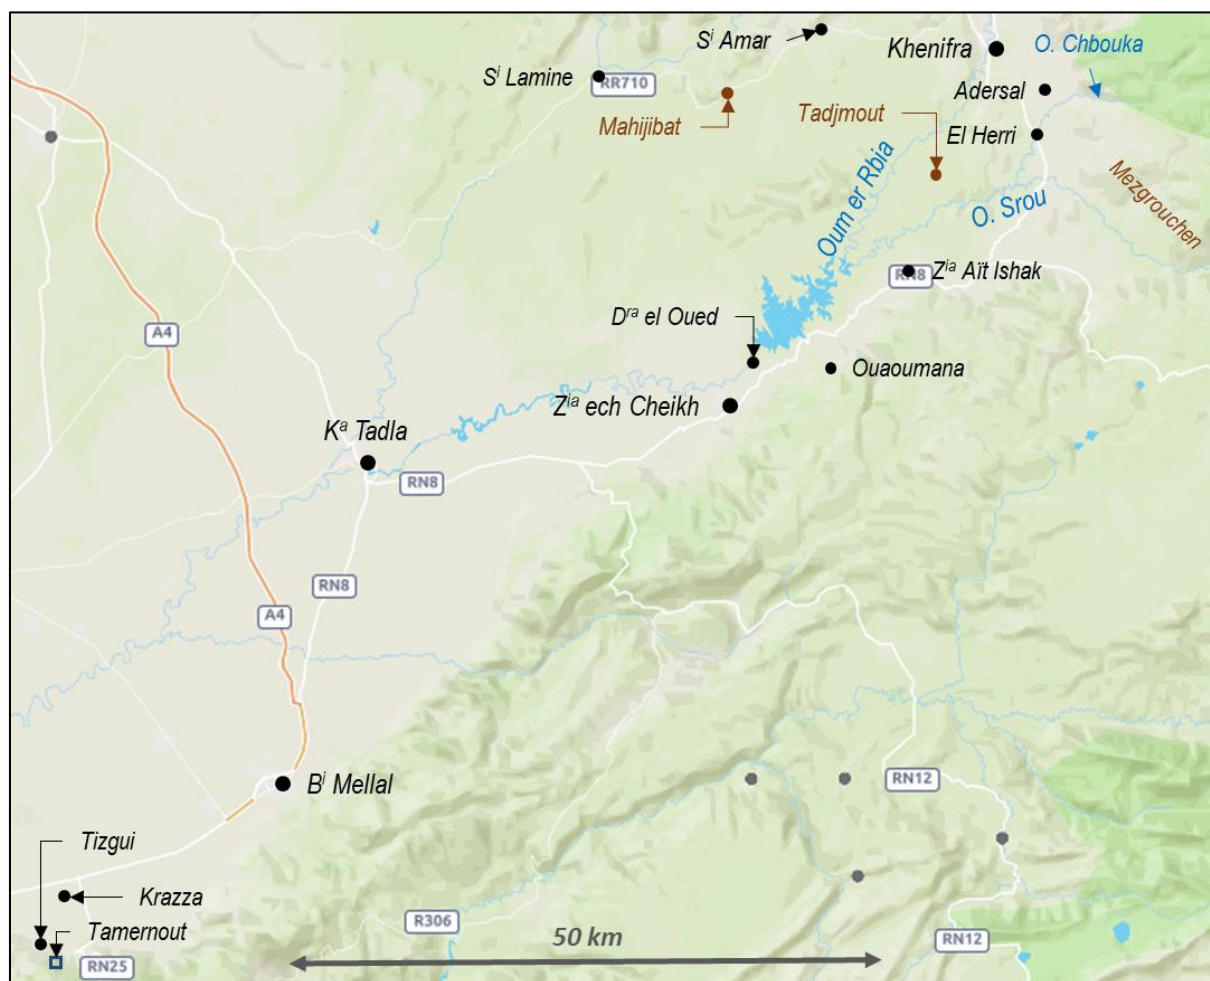 Sⁱ Amar
Khenifra
O. Chbouka
Sⁱ Lamine
RR710
Adersal
Mahijibat
Tadjmout
El Herri
Oum er Rbia
O. Srou
Mezgrouchen
RN8
Zⁱᵃ Aït Ishak
Dʳᵃ el Oued
A4
Ouaoumana
Zⁱᵃ ech Cheikh
Kᵃ Tadla
RN8
RN8
A4
Bⁱ Mellal
RN12
Tizgui
Krazza
R306
Tamernout
50 km
RN12
RN25